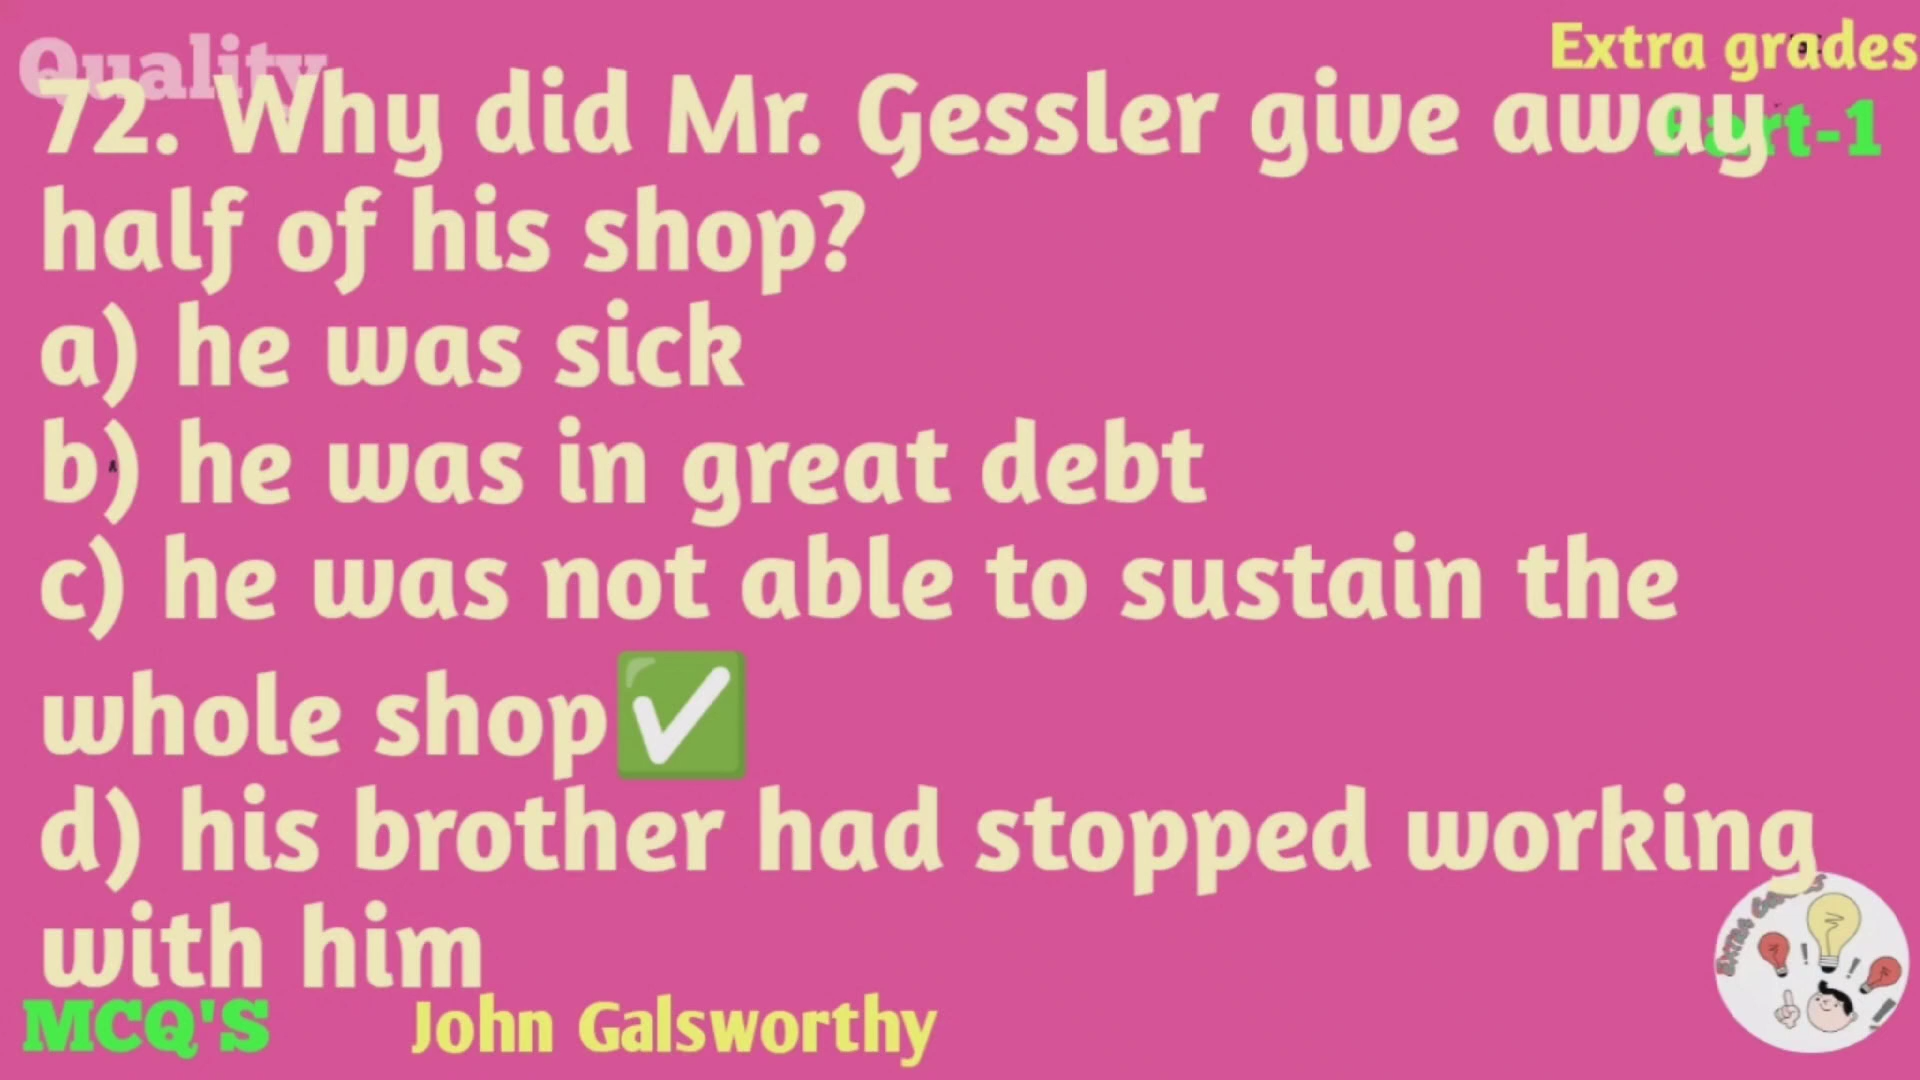 Quality
Extra grades
Part-1
72. Why did Mr. Gessler give away
half of his shop?
a) he was sick
b) he was in great debt
c) he was not able to sustain the
whole shop✅
d) his brother had stopped working
with him
MCQ'S
John Galsworthy